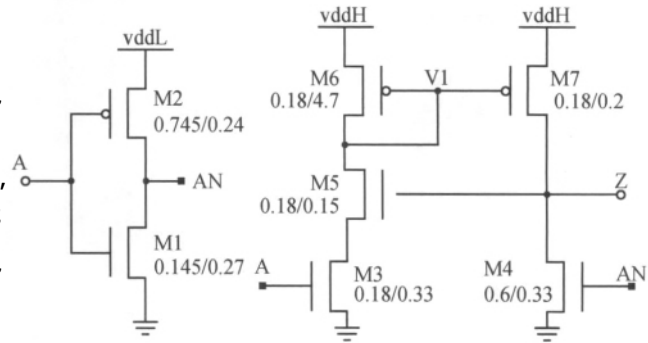 vddL
M2
0.745/0.24
A
AN
M1
0.145/0.27
vddH
vddH
M6
0.18/4.7
V1
M7
0.18/0.2
M5
0.18/0.15
Z
A
M3
0.18/0.33
M4
0.6/0.33
AN